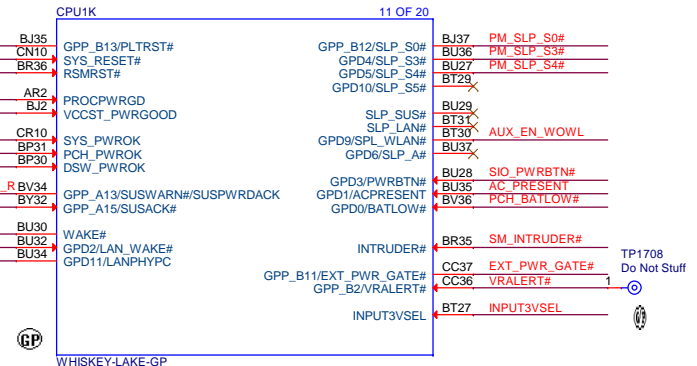 CPU1K 11 OF 20
BJ35 GPP_B13/PLTRST# GPP_B12/SLP_S0# BJ37 PM_SLP_S0#
CN10 SYS_RESET# GPD4/SLP_S3# BU36 PM_SLP_S3#
BR36 RSMRST# GPD5/SLP_S4# BU27 PM_SLP_S4#
GPD10/SLP_S5# BT29
AR2 PROCPWRGD
BJ2 VCCST_PWRGOOD SLP_SUS# BU29
SLP_LAN# BT31
CR10 SYS_PWROK GPD9/SPL_WLAN# BT30 AUX_EN_WOWL
BP31 PCH_PWROK GPD6/SLP_A# BU37
BP30 DSW_PWROK
GPD3/PWRBTN# BU28 SIO_PWRBTN#
_R BV34 GPP_A13/SUSWARN#/SUSPWRDACK GPD1/ACPRESENT BU35 AC_PRESENT
BY32 GPP_A15/SUSACK# GPD0/BATLOW# BV36 PCH_BATLOW#
BU30 WAKE#
BU32 GPD2/LAN_WAKE# INTRUDER# BR35 SM_INTRUDER#
BU34 GPD11/LANPHYPC
TP1708
GPP_B11/EXT_PWR_GATE# CC37 EXT_PWR_GATE# Do Not Stuff
GPP_B2/VRALERT# CC36 VRALERT# 1
INPUT3VSEL BT27 INPUT3VSEL
GP
WHISKEY-LAKE-GP